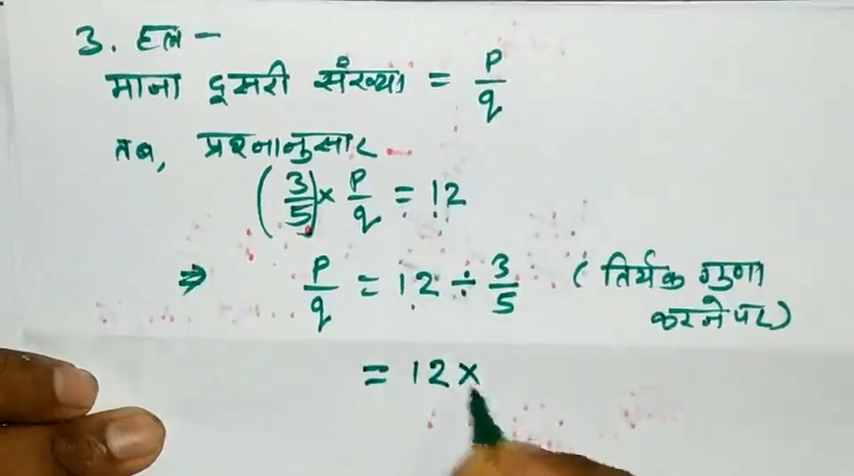 3. हल -
माना दूसरी संख्या = p/q
तब, प्रश्नानुसार -
(3/5) × p/q = 12
⇒ p/q = 12 ÷ 3/5 (तिर्यक गुणा
करने पर)
= 12 ×